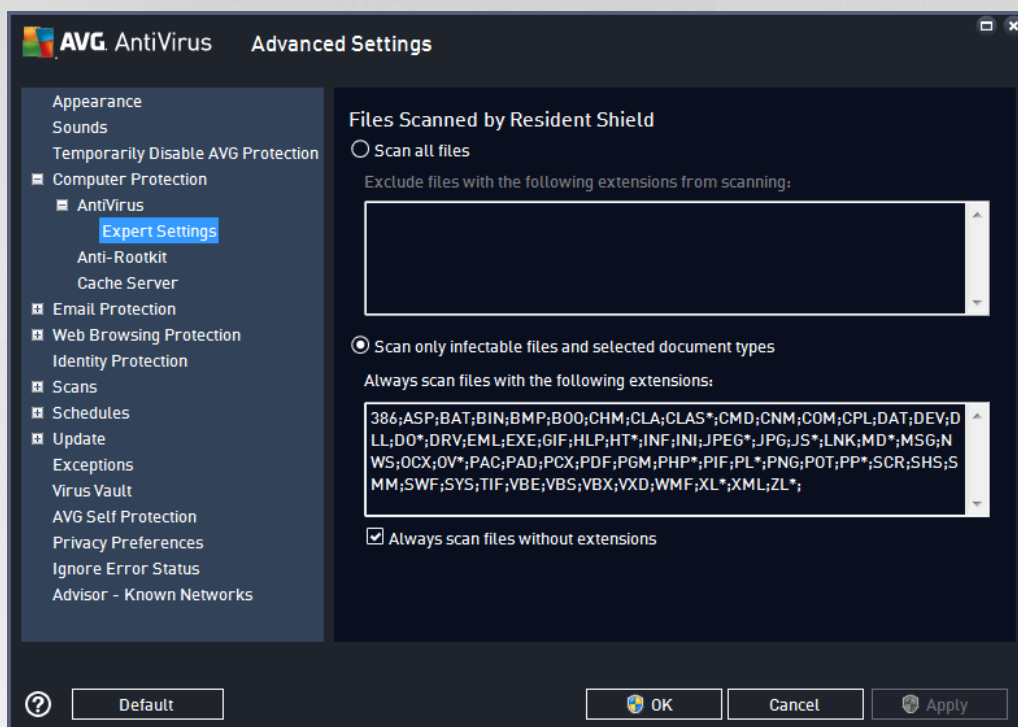 AVG. AntiVirus Advanced Settings
Appearance
Sounds
Temporarily Disable AVG Protection
Computer Protection
AntiVirus
Expert Settings
Anti-Rootkit
Cache Server
Email Protection
Web Browsing Protection
Identity Protection
Scans
Schedules
Update
Exceptions
Virus Vault
AVG Self Protection
Privacy Preferences
Ignore Error Status
Advisor - Known Networks
Files Scanned by Resident Shield
Scan all files
Exclude files with the following extensions from scanning:
Scan only infectable files and selected document types
Always scan files with the following extensions:
386;ASP;BAT;BIN;BMP;BOO;CHM;CLA;CLAS*;CMD;CNM;COM;CPL;DAT;DEV;D
LL;DO*;DRV;EML;EXE;GIF;HLP;HT*;INF;INI;JPEG*;JPG;JS*;LNK;MD*;MSG;N
WS;OCX;OV*;PAC;PAD;PCX;PDF;PGM;PHP*;PIF;PL*;PNG;POT;PP*;SCR;SHS;S
MM;SWF;SYS;TIF;VBE;VBS;VBX;VXD;WMF;XL*;XML;ZL*;
Always scan files without extensions
? Default OK Cancel Apply